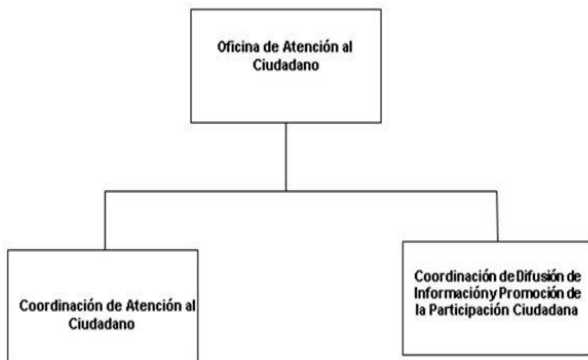 Oficina de Atención al
Ciudadano
Coordinación de Atención al
Ciudadano
Coordinación de Difusión de
Información y Promoción de
la Participación Ciudadana